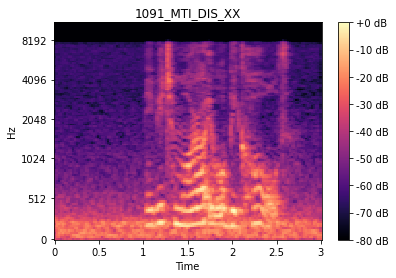 1091_MTI_DIS_XX
+0 dB
8192
-10 dB
4096
-20 dB
-30 dB
2048
Hz
-40 dB
1024
-50 dB
512
-60 dB
-70 dB
0
-80 dB
0 0.5 1 1.5 2 2.5 3
Time